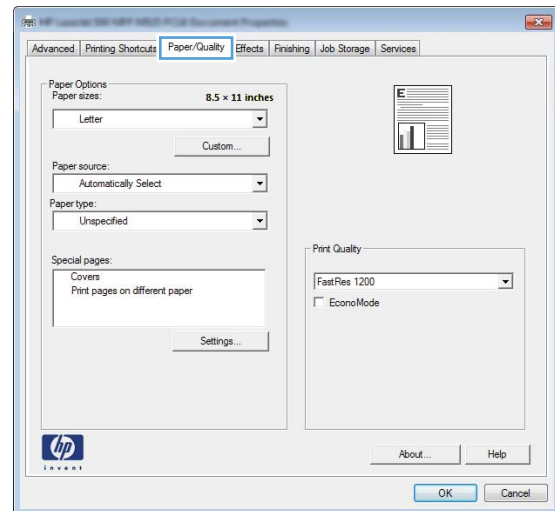 Advanced Printing Shortcuts Paper/Quality Effects Finishing Job Storage Services
Paper Options
Paper sizes: 8.5 × 11 inches
Letter
Custom...
Paper source:
Automatically Select
Paper type:
Unspecified
Special pages:
Covers
Print pages on different paper
Settings...
E
Print Quality
FastRes 1200
EconoMode
hp
invent
About... Help
OK Cancel